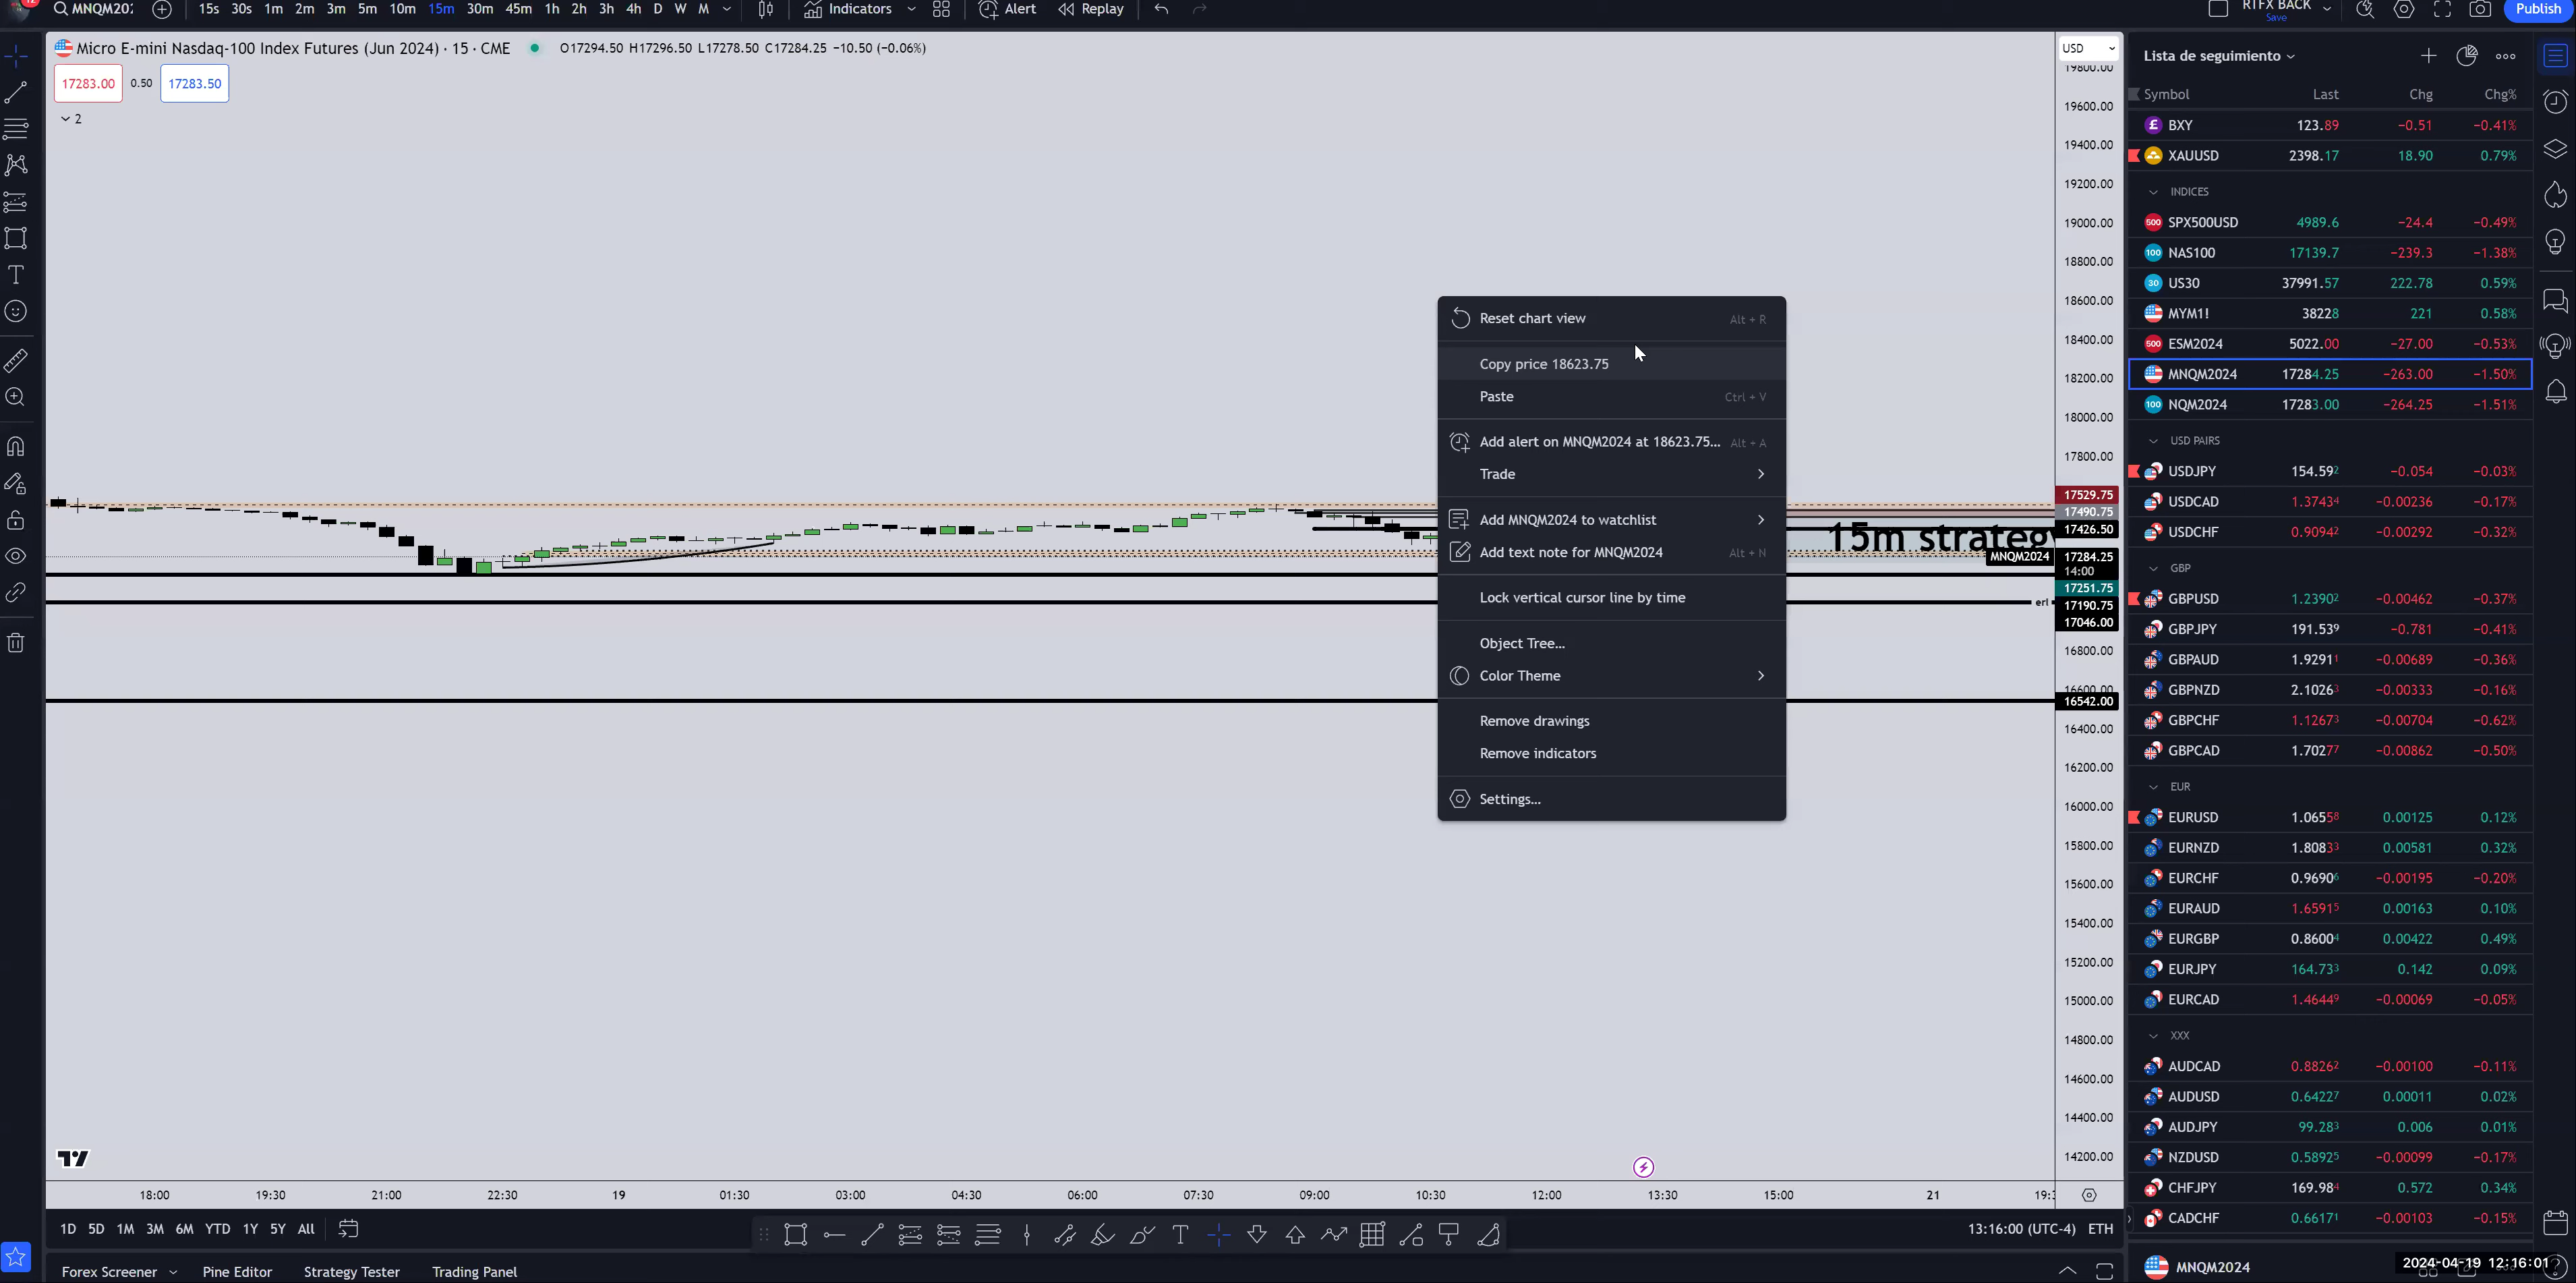 12
MNQM202 15s 30s 1m 2m 3m 5m 10m 15m 30m 45m 1h 2h 3h 4h D W M Indicators Alert Replay RTFX BACK Save Publish
Micro E-mini Nasdaq-100 Index Futures (Jun 2024) · 15 · CME O17294.50 H17296.50 L17278.50 C17284.25 −10.50 (−0.06%)
17283.00 0.50 17283.50
2
USD
19800.00
19600.00
19400.00
19200.00
19000.00
18800.00
18600.00
18400.00
18200.00
18000.00
17800.00
17529.75
17490.75
17426.50
15m strategy
MNQM2024 17284.25
14:00
17251.75
erl 17190.75
17046.00
16800.00
16600.00
16542.00
16400.00
16200.00
16000.00
15800.00
15600.00
15400.00
15200.00
15000.00
14800.00
14600.00
14400.00
14200.00
Reset chart view Alt + R
Copy price 18623.75
Paste Ctrl + V
Add alert on MNQM2024 at 18623.75... Alt + A
Trade
Add MNQM2024 to watchlist
Add text note for MNQM2024 Alt + N
Lock vertical cursor line by time
Object Tree...
Color Theme
Remove drawings
Remove indicators
Settings...
18:00 19:30 21:00 22:30 19 01:30 03:00 04:30 06:00 07:30 09:00 10:30 12:00 13:30 15:00 21 19:3
1D 5D 1M 3M 6M YTD 1Y 5Y All 13:16:00 (UTC-4) ETH
Forex Screener Pine Editor Strategy Tester Trading Panel
Lista de seguimiento
Symbol Last Chg Chg%
BXY 123.89 −0.51 −0.41%
XAUUSD 2398.17 18.90 0.79%
INDICES
SPX500USD 4989.6 −24.4 −0.49%
NAS100 17139.7 −239.3 −1.38%
US30 37991.57 222.78 0.59%
MYM1! 38228 221 0.58%
ESM2024 5022.00 −27.00 −0.53%
MNQM2024 17284.25 −263.00 −1.50%
NQM2024 17283.00 −264.25 −1.51%
USD PAIRS
USDJPY 154.592 −0.054 −0.03%
USDCAD 1.37434 −0.00236 −0.17%
USDCHF 0.90942 −0.00292 −0.32%
GBP
GBPUSD 1.23902 −0.00462 −0.37%
GBPJPY 191.539 −0.781 −0.41%
GBPAUD 1.92911 −0.00689 −0.36%
GBPNZD 2.10263 −0.00333 −0.16%
GBPCHF 1.12673 −0.00704 −0.62%
GBPCAD 1.70277 −0.00862 −0.50%
EUR
EURUSD 1.06558 0.00125 0.12%
EURNZD 1.80833 0.00581 0.32%
EURCHF 0.96906 −0.00195 −0.20%
EURAUD 1.65915 0.00163 0.10%
EURGBP 0.86004 0.00422 0.49%
EURJPY 164.733 0.142 0.09%
EURCAD 1.46449 −0.00069 −0.05%
XXX
AUDCAD 0.88262 −0.00100 −0.11%
AUDUSD 0.64227 0.00011 0.02%
AUDJPY 99.283 0.006 0.01%
NZDUSD 0.58925 −0.00099 −0.17%
CHFJPY 169.984 0.572 0.34%
CADCHF 0.66171 −0.00103 −0.15%
MNQM2024 2024-04-19 12:16:01